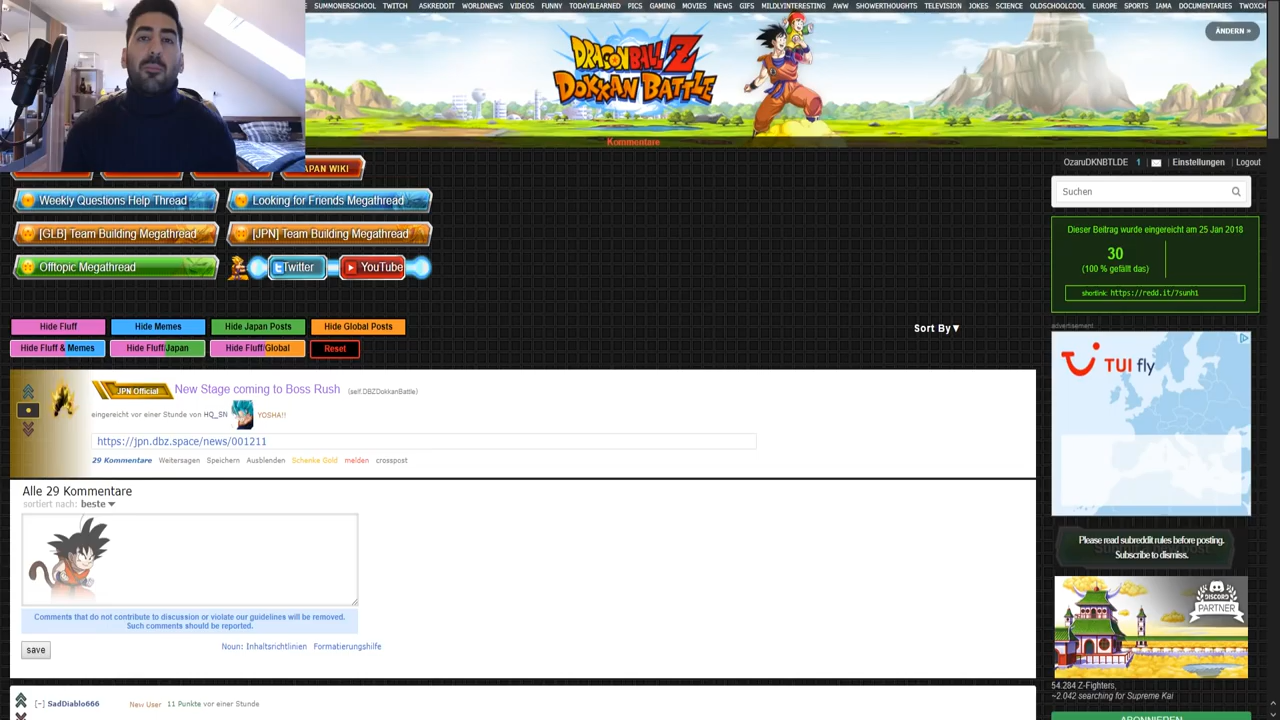 SUMMONERSCHOOL TWITCH ASKREDDIT WORLDNEWS VIDEOS FUNNY TODAYILEARNED PICS GAMING MOVIES NEWS GIFS MILDLYINTERESTING AWW SHOWERTHOUGHTS TELEVISION JOKES SCIENCE OLDSCHOOLCOOL EUROPE SPORTS IAMA DOCUMENTARIES TWOXCH
ÄNDERN »
DRAGONBALL Z
DOKKAN BATTLE
Kommentare
OzaruDKNBTLDE 1 Einstellungen | Logout
APAN WIKI
Suchen
Weekly Questions Help Thread
Looking for Friends Megathread
[GLB] Team Building Megathread
[JPN] Team Building Megathread
Offtopic Megathread
Twitter
YouTube
Dieser Beitrag wurde eingereicht am 25 Jan 2018
30
(100 % gefällt das)
shortlink: https://redd.it/7sunh1
Hide Fluff
Hide Memes
Hide Japan Posts
Hide Global Posts
Hide Fluff & Memes
Hide Fluff/Japan
Hide Fluff/Global
Reset
Sort By▼
advertisement
TUI fly
JPN Official
New Stage coming to Boss Rush (self.DBZDokkanBattle)
eingereicht vor einer Stunde von HQ_SN YOSHA!!
https://jpn.dbz.space/news/001211
29 Kommentare Weitersagen Speichern Ausblenden Schenke Gold melden crosspost
Alle 29 Kommentare
sortiert nach: beste
Comments that do not contribute to discussion or violate our guidelines will be removed.
Such comments should be reported.
save
Noun: Inhaltsrichtlinien Formatierungshilfe
Please read subreddit rules before posting.
Subscribe to dismiss.
DISCORD
PARTNER
54.284 Z-Fighters,
~2.042 searching for Supreme Kai
ABONNIEREN
[–] SadDiablo666 New User 11 Punkte vor einer Stunde